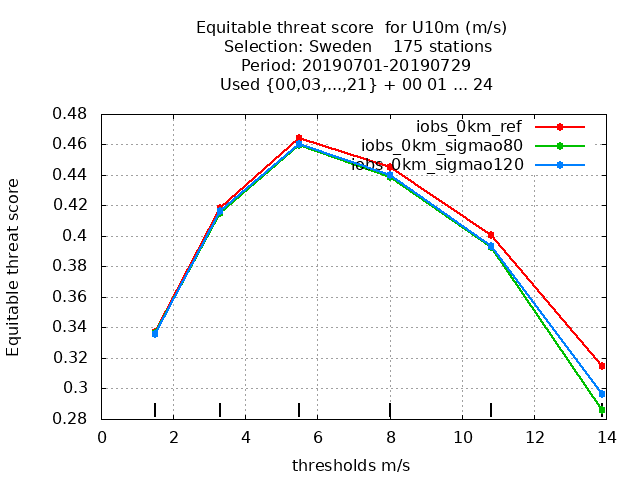 Equitable threat score  for U10m (m/s)
Selection: Sweden    175 stations
Period: 20190701-20190729
Used {00,03,...,21} + 00 01 ... 24
iobs_0km_ref
iobs_0km_sigmao80
iobs_0km_sigmao120
Equitable threat score
0.48
0.46
0.44
0.42
0.4
0.38
0.36
0.34
0.32
0.3
0.28
0 2 4 6 8 10 12 14
thresholds m/s